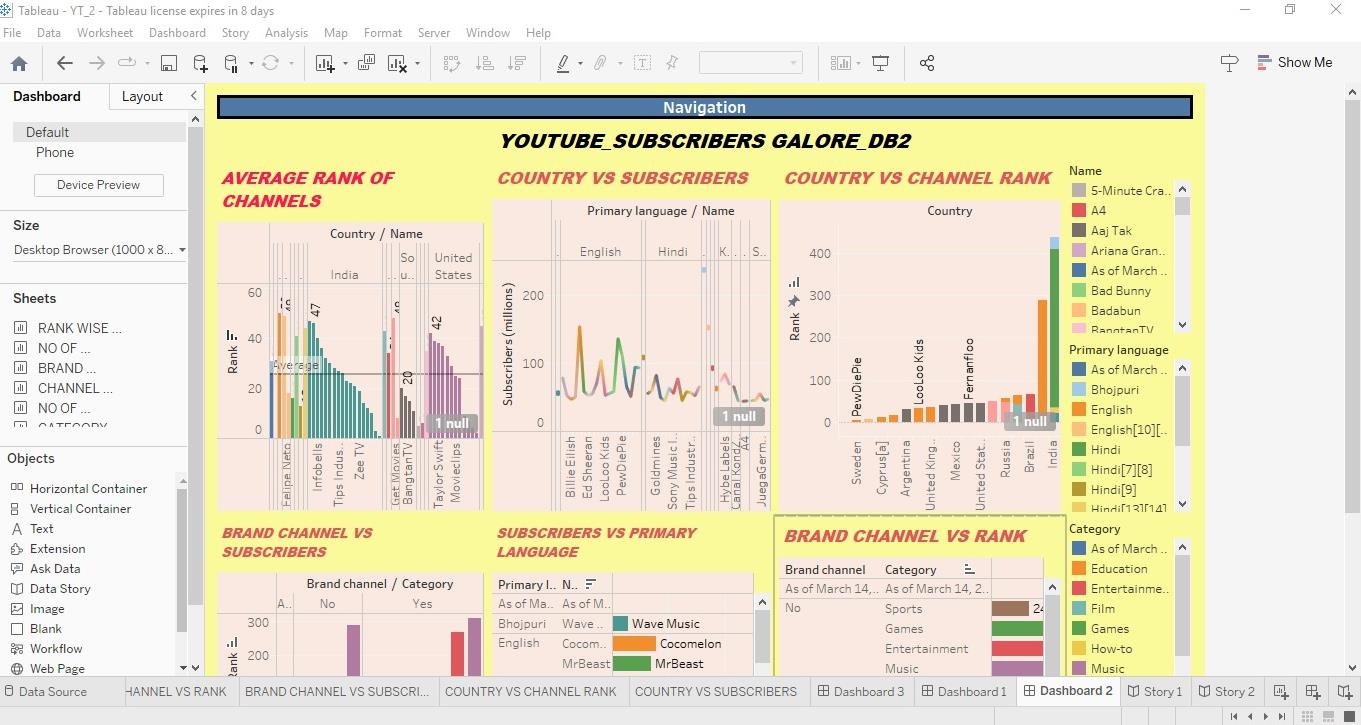 Tableau - YT_2 - Tableau license expires in 8 days
File Data Worksheet Dashboard Story Analysis Map Format Server Window Help
Show Me
Dashboard Layout
Default
Phone
Device Preview
Size
Desktop Browser (1000 x 8...
Sheets
RANK WISE ...
NO OF ...
BRAND ...
CHANNEL ...
NO OF ...
CATEGORY
Objects
Horizontal Container
Vertical Container
Text
Extension
Ask Data
Data Story
Image
Blank
Workflow
Web Page
Navigation
YOUTUBE_SUBSCRIBERS GALORE_DB2
AVERAGE RANK OF
CHANNELS
Country / Name
India
So
u..
United
States
60
40
20
0
Rank
47
42
20
Average
1 null
Felipe Neto
Infobells
Tips Indus..
Zee TV
Get Movies
BangtanTV
Taylor Swift
Movieclips
COUNTRY VS SUBSCRIBERS
Primary language / Name
English Hindi K. S..
Subscribers (millions)
200
100
0
1 null
Billie Eilish
Ed Sheeran
LooLoo Kids
PewDiePie
Goldmines
Sony Music I..
Tips Industr..
Hybe Labels
Canal KondZ..
A4
JuegaGerm..
COUNTRY VS CHANNEL RANK
Country
Rank
400
300
200
100
0
PewDiePie
LooLoo Kids
Fernanfloo
1 null
Sweden
Cyprus[a]
Argentina
United King..
Mexico
United Stat..
Russia
Brazil
India
Name
5-Minute Cra..
A4
Aaj Tak
Ariana Gran..
As of March ..
Bad Bunny
Badabun
BangtanTV
Primary language
As of March ..
Bhojpuri
English
English[10][..
Hindi
Hindi[7][8]
Hindi[9]
Hindi[13][14]
Category
As of March ..
Education
Entertainme..
Film
Games
How-to
Music
BRAND CHANNEL VS
SUBSCRIBERS
Brand channel / Category
A.. No Yes
300
200
Rank
SUBSCRIBERS VS PRIMARY
LANGUAGE
Primary l.. N..
As of Ma.. As of M..
Bhojpuri Wave .. Wave Music
English Cocom.. Cocomelon
MrBeast MrBeast
BRAND CHANNEL VS RANK
Brand channel Category
As of March 14,.. As of March 14, 2..
No Sports
Games
Entertainment
Music
Data Source HANNEL VS RANK BRAND CHANNEL VS SUBSCRI... COUNTRY VS CHANNEL RANK COUNTRY VS SUBSCRIBERS Dashboard 3 Dashboard 1 Dashboard 2 Story 1 Story 2